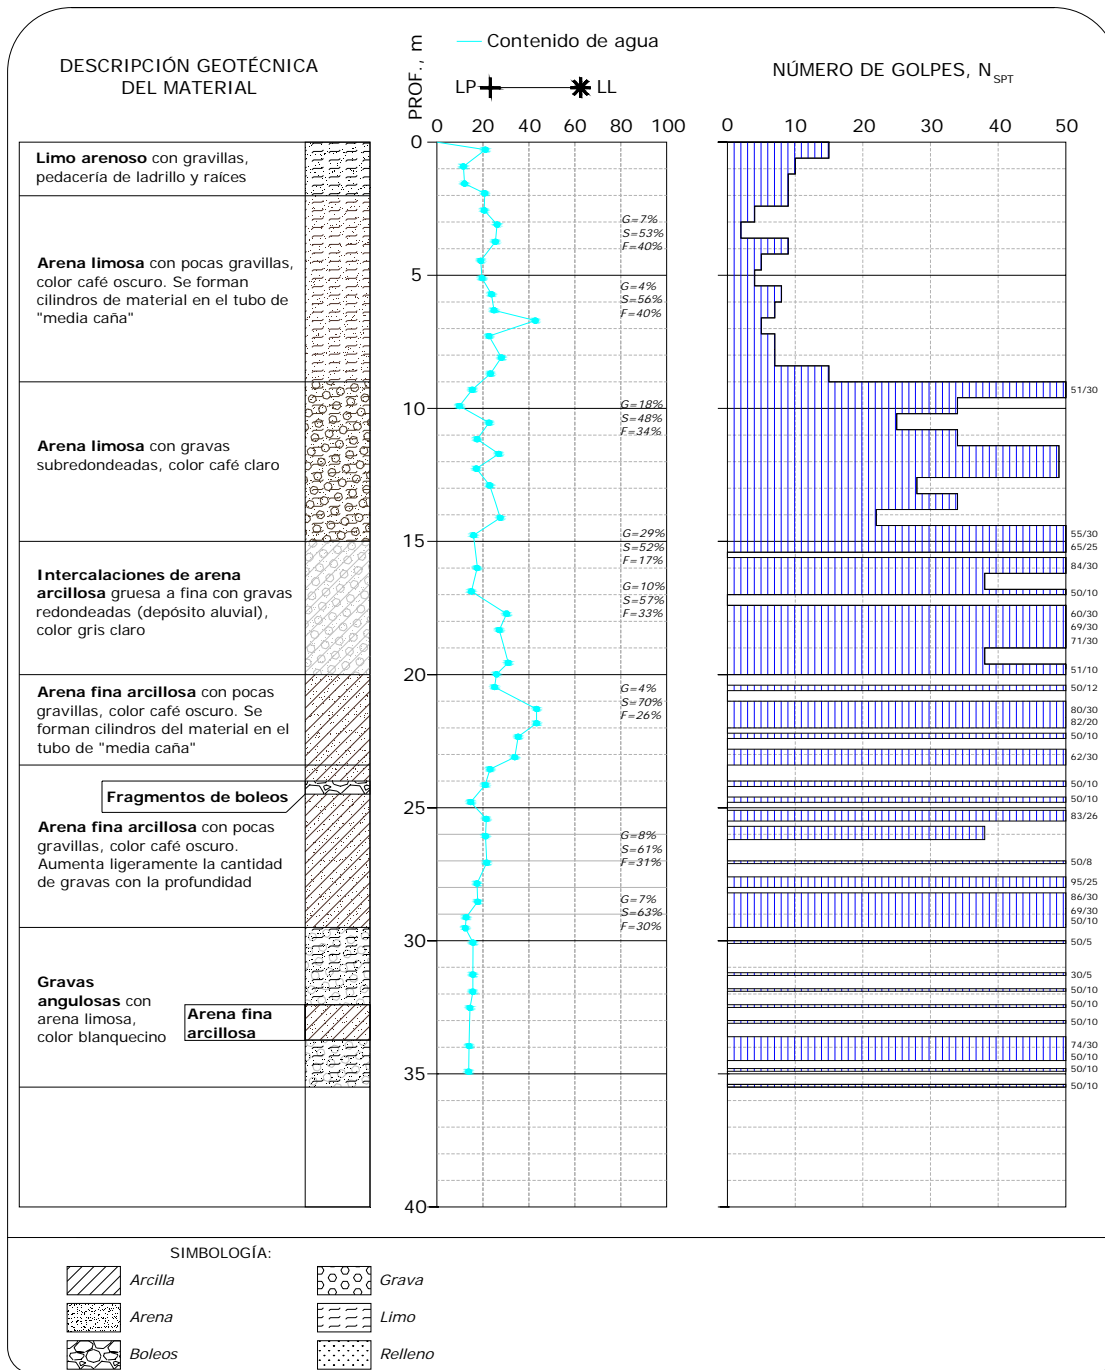 DESCRIPCIÓN GEOTÉCNICA
DEL MATERIAL
PROF., m
Contenido de agua
LP
LL
NÚMERO DE GOLPES, N SPT
0 20 40 60 80 100
0 10 20 30 40 50
0
5
10
15
20
25
30
35
40
Limo arenoso con gravillas,
pedacería de ladrillo y raíces
Arena limosa con pocas gravillas,
color café oscuro. Se forman
cilindros de material en el tubo de
"media caña"
Arena limosa con gravas
subredondeadas, color café claro
Intercalaciones de arena
arcillosa gruesa a fina con gravas
redondeadas (depósito aluvial),
color gris claro
Arena fina arcillosa con pocas
gravillas, color café oscuro. Se
forman cilindros del material en el
tubo de "media caña"
Fragmentos de boleos
Arena fina arcillosa con pocas
gravillas, color café oscuro.
Aumenta ligeramente la cantidad
de gravas con la profundidad
Gravas
angulosas con
arena limosa,
color blanquecino
Arena fina
arcillosa
G=7%
S=53%
F=40%
G=4%
S=56%
F=40%
G=18%
S=48%
F=34%
G=29%
S=52%
F=17%
G=10%
S=57%
F=33%
G=4%
S=70%
F=26%
G=8%
S=61%
F=31%
G=7%
S=63%
F=30%
51/30
55/30
65/25
84/30
50/10
60/30
69/30
71/30
51/10
50/12
80/30
82/20
50/10
62/30
50/10
50/10
83/26
50/8
95/25
86/30
69/30
50/10
50/5
30/5
50/10
50/10
50/10
74/30
50/10
50/10
50/10
SIMBOLOGÍA:
Arcilla
Grava
Arena
Limo
Boleos
Relleno